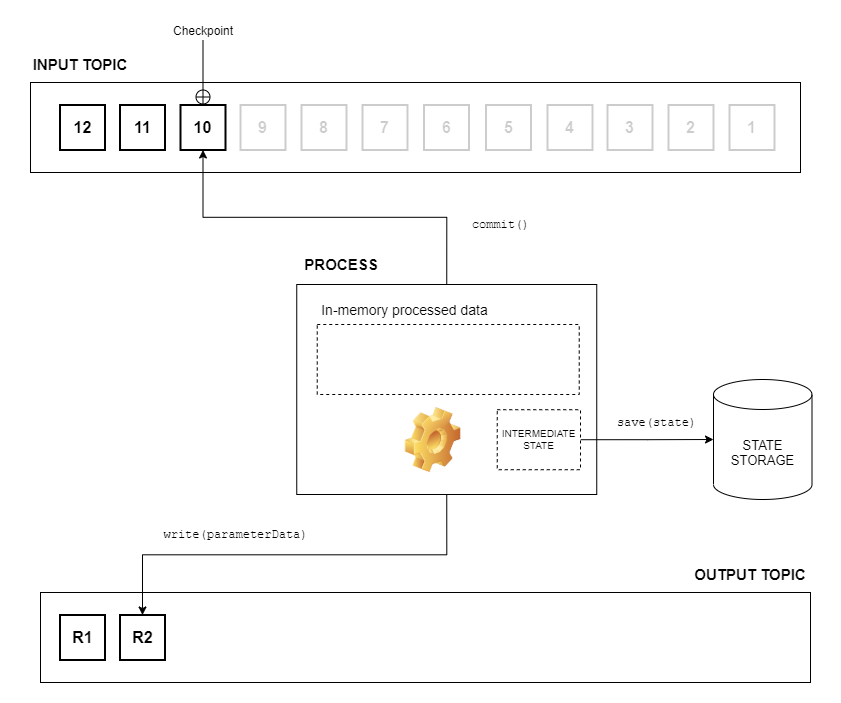 Checkpoint
INPUT TOPIC
12 11 10 9 8 7 6 5 4 3 2 1
commit()
PROCESS
In-memory processed data
INTERMEDIATE
STATE
save(state)
STATE
STORAGE
write(parameterData)
OUTPUT TOPIC
R1 R2